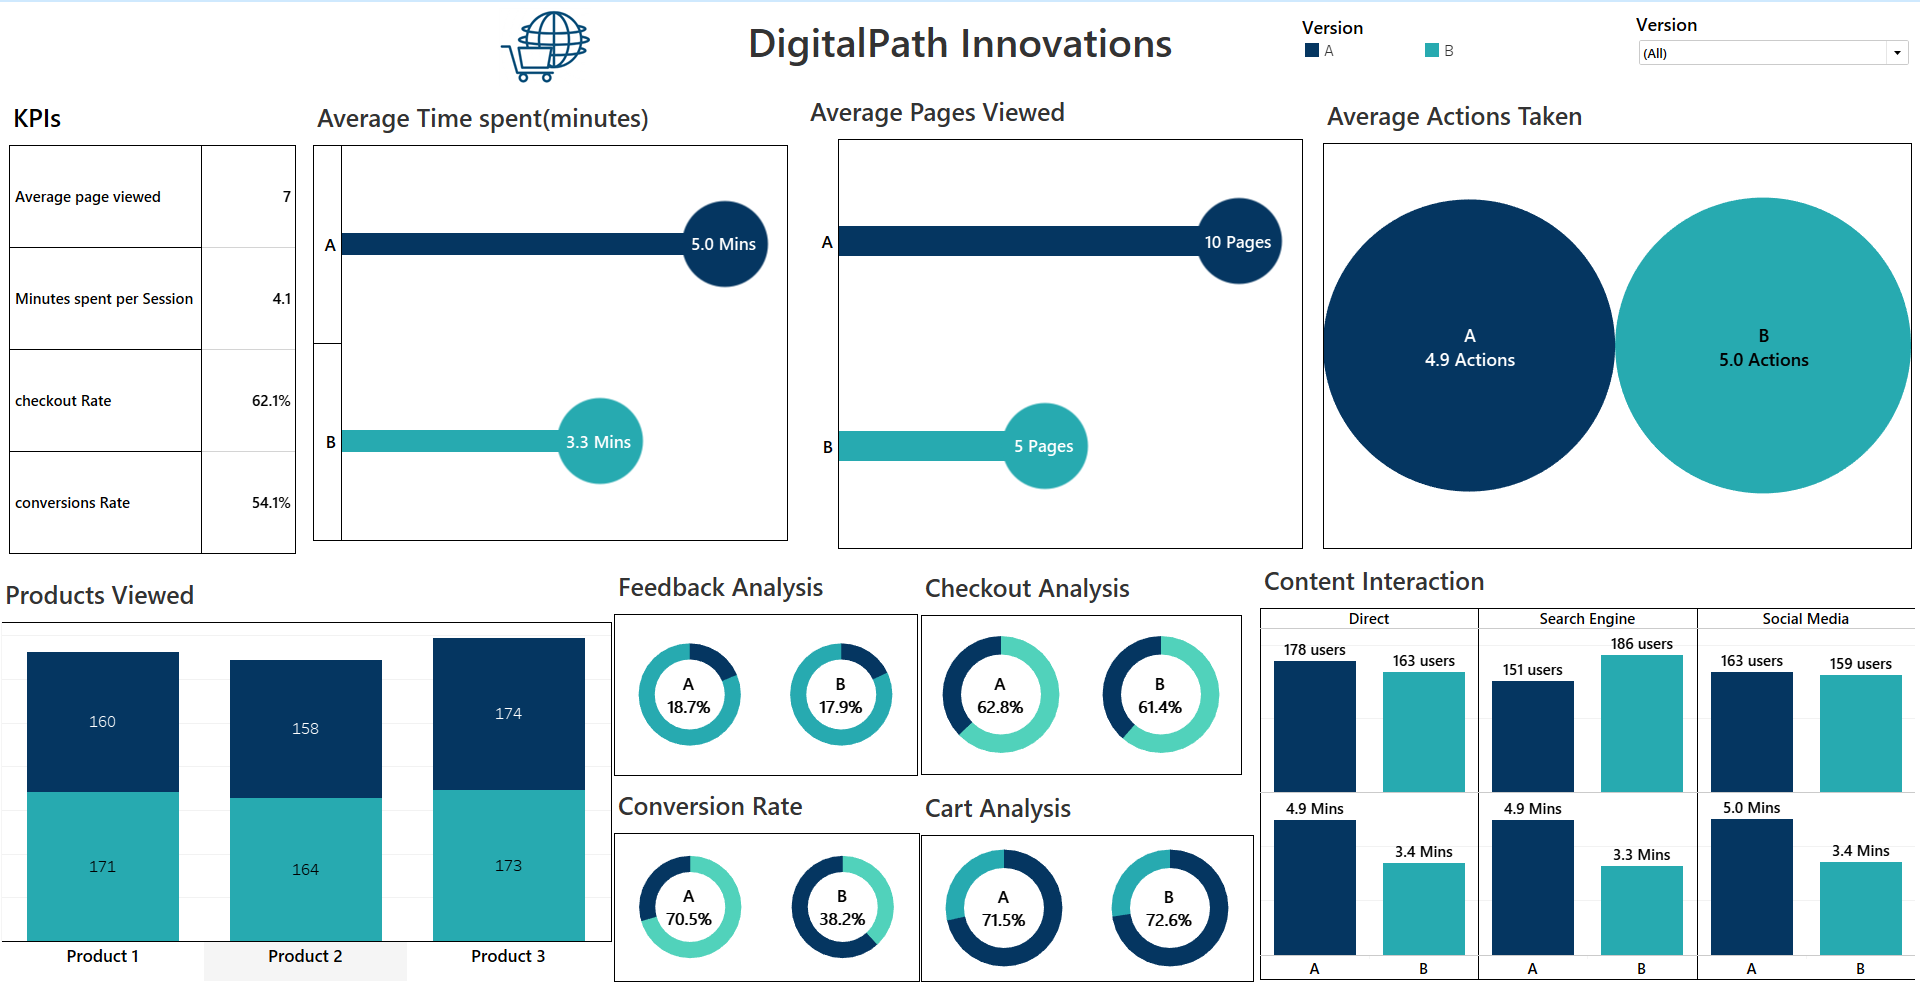 DigitalPath Innovations
Version
A
B
Version
(All)
KPIs
Average page viewed
7
Minutes spent per Session
4.1
checkout Rate
62.1%
conversions Rate
54.1%
Average Time spent(minutes)
A
5.0 Mins
B
3.3 Mins
Average Pages Viewed
A
10 Pages
B
5 Pages
Average Actions Taken
A
4.9 Actions
B
5.0 Actions
Products Viewed
160
158
174
171
164
173
Product 1
Product 2
Product 3
Feedback Analysis
A
18.7%
B
17.9%
Checkout Analysis
A
62.8%
B
61.4%
Conversion Rate
A
70.5%
B
38.2%
Cart Analysis
A
71.5%
B
72.6%
Content Interaction
Direct
Search Engine
Social Media
178 users
163 users
151 users
186 users
163 users
159 users
4.9 Mins
3.4 Mins
4.9 Mins
3.3 Mins
5.0 Mins
3.4 Mins
A
B
A
B
A
B